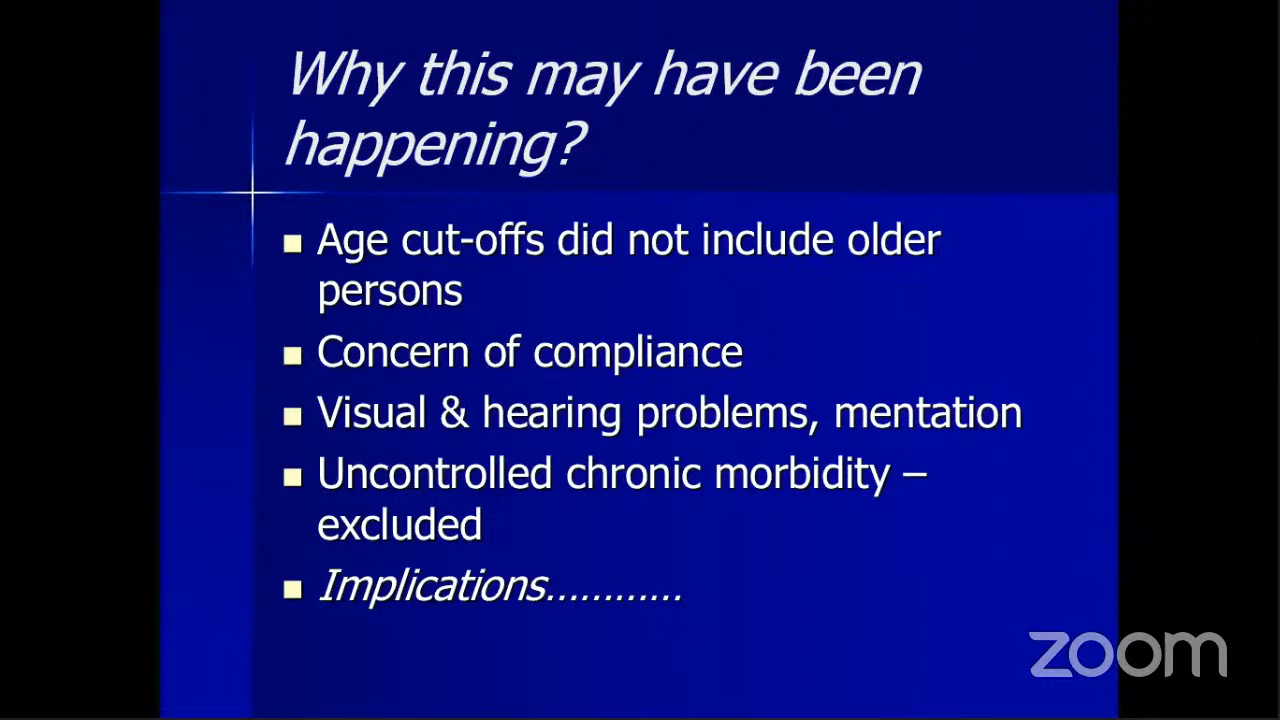 Why this may have been
happening?
Age cut-offs did not include older
persons
Concern of compliance
Visual & hearing problems, mentation
Uncontrolled chronic morbidity –
excluded
Implications............
zoom